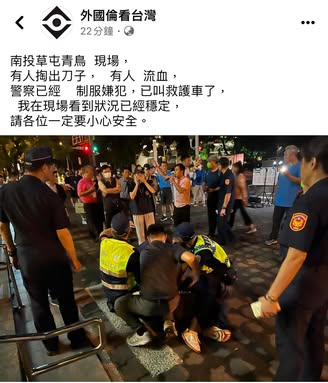 外國倫看台灣
22分鐘·
南投草屯青鳥 現場，
有人掏出刀子， 有人 流血，
警察已經 制服嫌犯，已叫救護車了，
我在現場看到狀況已經穩定，
請各位一定要小心安全。